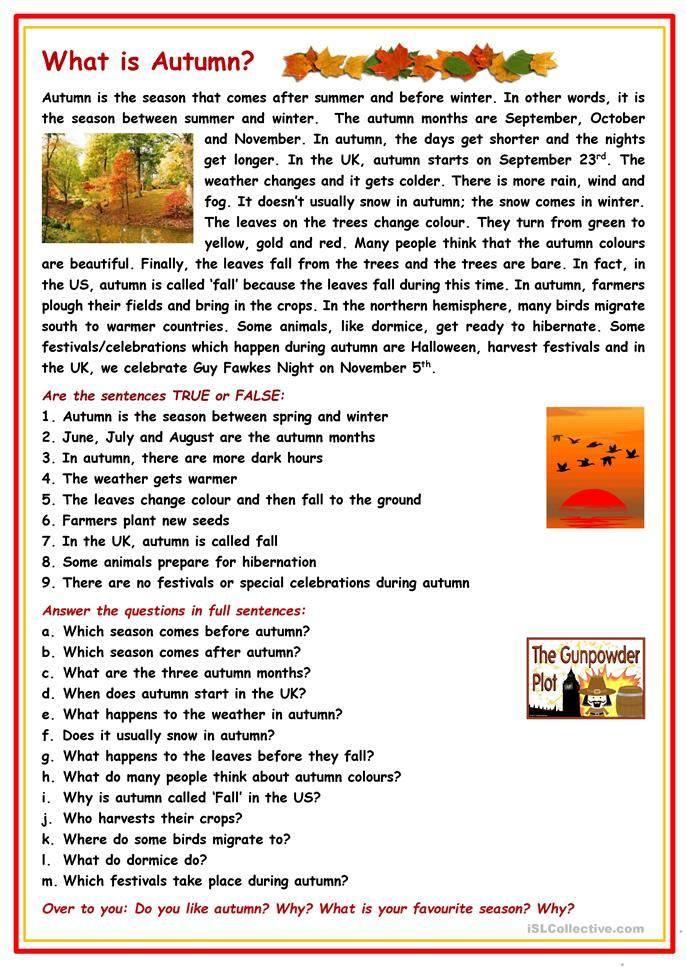 What is Autumn?
Autumn is the season that comes after summer and before winter. In other words, it is
the season between summer and winter. The autumn months are September, October
and November. In autumn, the days get shorter and the nights
get longer. In the UK, autumn starts on September 23rd. The
weather changes and it gets colder. There is more rain, wind and
fog. It doesn't usually snow in autumn; the snow comes in winter.
The leaves on the trees change colour. They turn from green to
yellow, gold and red. Many people think that the autumn colours
are beautiful. Finally, the leaves fall from the trees and the trees are bare. In fact, in
the US, autumn is called 'fall' because the leaves fall during this time. In autumn, farmers
plough their fields and bring in the crops. In the northern hemisphere, many birds migrate
south to warmer countries. Some animals, like dormice, get ready to hibernate. Some
festivals/celebrations which happen during autumn are Halloween, harvest festivals and in
the UK, we celebrate Guy Fawkes Night on November 5th.
Are the sentences TRUE or FALSE:
1. Autumn is the season between spring and winter
2. June, July and August are the autumn months
3. In autumn, there are more dark hours
4. The weather gets warmer
5. The leaves change colour and then fall to the ground
6. Farmers plant new seeds
7. In the UK, autumn is called fall
8. Some animals prepare for hibernation
9. There are no festivals or special celebrations during autumn
Answer the questions in full sentences:
a. Which season comes before autumn?
b. Which season comes after autumn?
c. What are the three autumn months?
d. When does autumn start in the UK?
e. What happens to the weather in autumn?
f. Does it usually snow in autumn?
g. What happens to the leaves before they fall?
h. What do many people think about autumn colours?
i. Why is autumn called 'Fall' in the US?
j. Who harvests their crops?
k. Where do some birds migrate to?
l. What do dormice do?
m. Which festivals take place during autumn?
The Gunpowder
Plot
Over to you: Do you like autumn? Why? What is your favourite season? Why?
iSLCollective.com